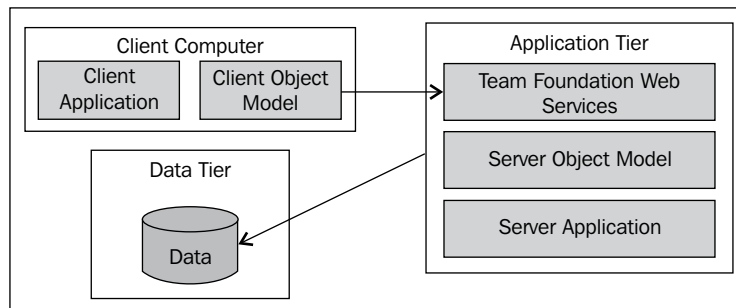 Client Computer
Client
Application
Client Object
Model
Application Tier
Team Foundation Web
Services
Server Object Model
Server Application
Data Tier
Data